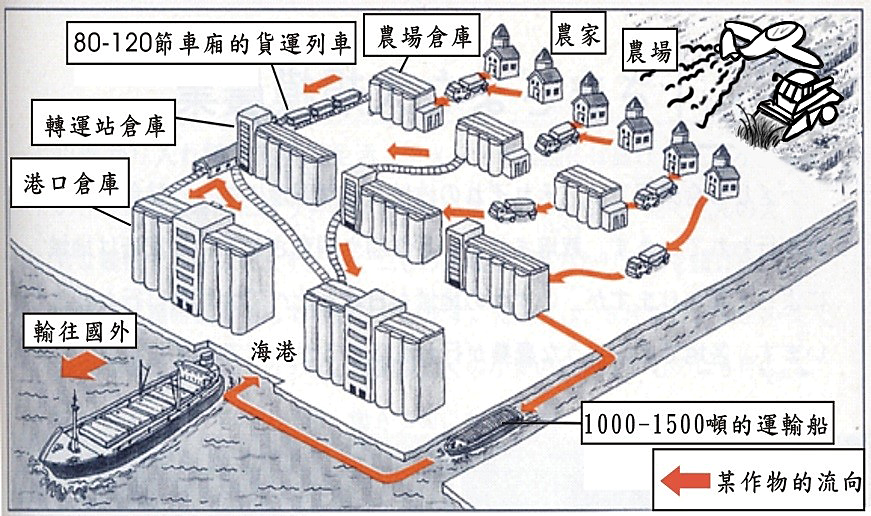 80-120節車廂的貨運列車
農場倉庫
農家
農場
轉運站倉庫
港口倉庫
輸往國外
海港
1000-1500噸的運輸船
某作物的流向